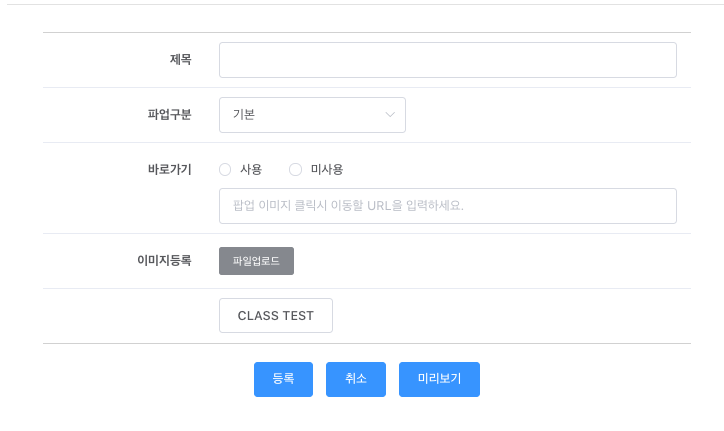 제목
파업구분 기본
바로가기 사용 미사용
팝업 이미지 클릭시 이동할 URL을 입력하세요.
이미지등록 파일업로드
CLASS TEST
등록 취소 미리보기